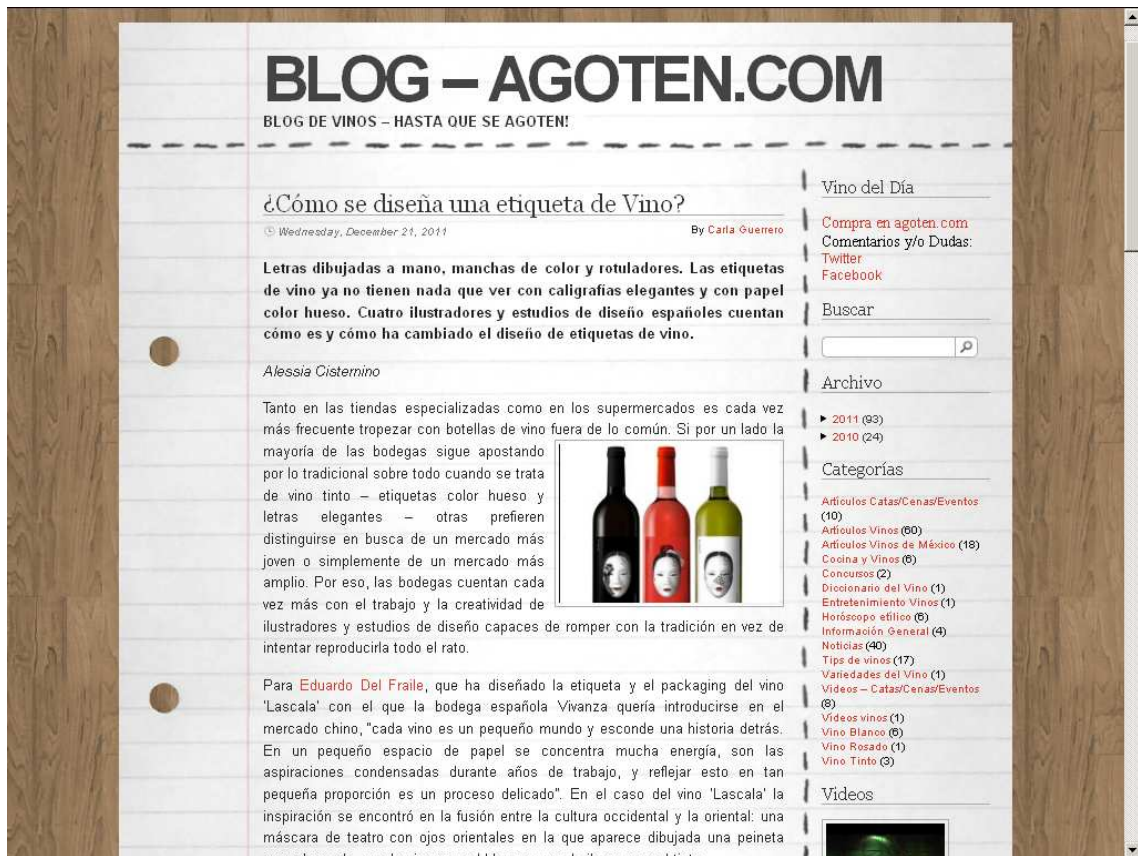 BLOG – AGOTEN.COM
BLOG DE VINOS – HASTA QUE SE AGOTEN!
¿Cómo se diseña una etiqueta de Vino?
Wednesday, December 21, 2011
By Carla Guerrero
Letras dibujadas a mano, manchas de color y rotuladores. Las etiquetas
de vino ya no tienen nada que ver con caligrafías elegantes y con papel
color hueso. Cuatro ilustradores y estudios de diseño españoles cuentan
cómo es y cómo ha cambiado el diseño de etiquetas de vino.
Alessia Cisternino
Tanto en las tiendas especializadas como en los supermercados es cada vez
más frecuente tropezar con botellas de vino fuera de lo común. Si por un lado la
mayoría de las bodegas sigue apostando
por lo tradicional sobre todo cuando se trata
de vino tinto – etiquetas color hueso y
letras elegantes – otras prefieren
distinguirse en busca de un mercado más
joven o simplemente de un mercado más
amplio. Por eso, las bodegas cuentan cada
vez más con el trabajo y la creatividad de
ilustradores y estudios de diseño capaces de romper con la tradición en vez de
intentar reproducirla todo el rato.
Para Eduardo Del Fraile, que ha diseñado la etiqueta y el packaging del vino
'Lascala' con el que la bodega española Vivanza quería introducirse en el
mercado chino, "cada vino es un pequeño mundo y esconde una historia detrás.
En un pequeño espacio de papel se concentra mucha energía, son las
aspiraciones condensadas durante años de trabajo, y reflejar esto en tan
pequeña proporción es un proceso delicado". En el caso del vino 'Lascala' la
inspiración se encontró en la fusión entre la cultura occidental y la oriental: una
máscara de teatro con ojos orientales en la que aparece dibujada una peineta
Vino del Día
Compra en agoten.com
Comentarios y/o Dudas:
Twitter
Facebook
Buscar
Archivo
2011 (93)
2010 (24)
Categorías
Artículos Catas/Cenas/Eventos
(10)
Artículos Vinos (60)
Artículos Vinos de México (18)
Cocina y Vinos (6)
Concursos (2)
Diccionario del Vino (1)
Entretenimiento Vinos (1)
Horóscopo etílico (6)
Información General (4)
Noticias (40)
Tips de vinos (17)
Variedades del Vino (1)
Videos – Catas/Cenas/Eventos
(8)
Videos vinos (1)
Vino Blanco (6)
Vino Rosado (1)
Vino Tinto (3)
Videos